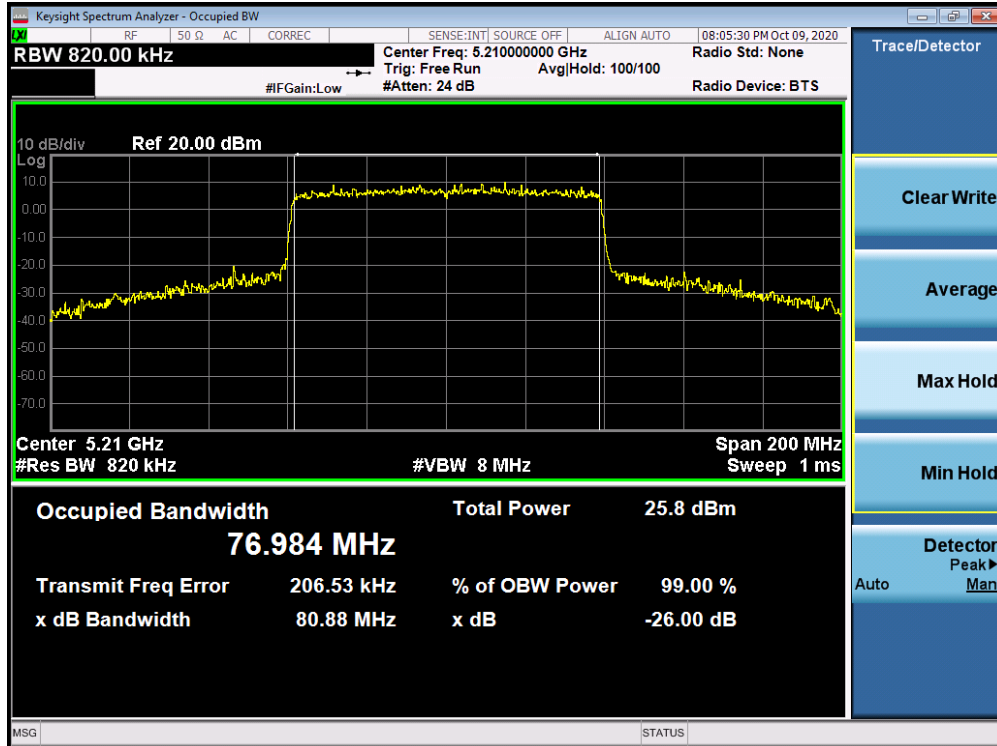 Keysight Spectrum Analyzer - Occupied BW
LXI RF 50 Ω AC CORREC SENSE:INT SOURCE OFF ALIGN AUTO 08:05:30 PM Oct 09, 2020
RBW 820.00 kHz
Center Freq: 5.210000000 GHz
Radio Std: None
Trig: Free Run Avg|Hold: 100/100
#IFGain:Low #Atten: 24 dB Radio Device: BTS
10 dB/div Ref 20.00 dBm
Log
10.0
0.00
-10.0
-20.0
-30.0
-40.0
-50.0
-60.0
-70.0
Center 5.21 GHz Span 200 MHz
#Res BW 820 kHz #VBW 8 MHz Sweep 1 ms
Occupied Bandwidth Total Power 25.8 dBm
76.984 MHz
Transmit Freq Error 206.53 kHz % of OBW Power 99.00 %
x dB Bandwidth 80.88 MHz x dB -26.00 dB
Trace/Detector
Clear Write
Average
Max Hold
Min Hold
Detector
Peak▶
Auto Man
MSG STATUS